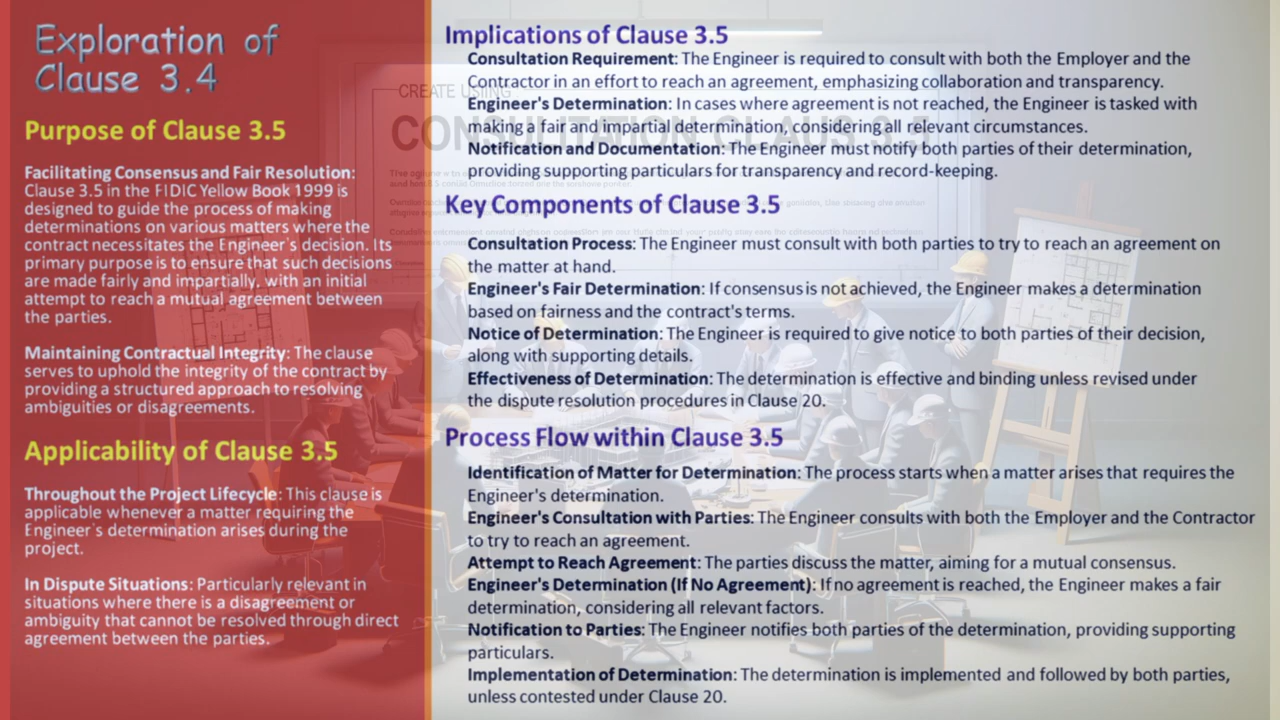 Exploration of
Clause 3.4
Purpose of Clause 3.5
Facilitating Consensus and Fair Resolution:
Clause 3.5 in the FIDIC Yellow Book 1999 is
designed to guide the process of making
determinations on various matters where the
contract necessitates the Engineer's decision. Its
primary purpose is to ensure that such decisions
are made fairly and impartially, with an initial
attempt to reach a mutual agreement between
the parties.
Maintaining Contractual Integrity: The clause
serves to uphold the integrity of the contract by
providing a structured approach to resolving
ambiguities or disagreements.
Applicability of Clause 3.5
Throughout the Project Lifecycle: This clause is
applicable whenever a matter requiring the
Engineer's determination arises during the
project.
In Dispute Situations: Particularly relevant in
situations where there is a disagreement or
ambiguity that cannot be resolved through direct
agreement between the parties.
Implications of Clause 3.5
Consultation Requirement: The Engineer is required to consult with both the Employer and the
Contractor in an effort to reach an agreement, emphasizing collaboration and transparency.
Engineer's Determination: In cases where agreement is not reached, the Engineer is tasked with
making a fair and impartial determination, considering all relevant circumstances.
Notification and Documentation: The Engineer must notify both parties of their determination,
providing supporting particulars for transparency and record-keeping.
CREATE USING
CONSULTATION CLAUS 3.5
Key Components of Clause 3.5
Consultation Process: The Engineer must consult with both parties to try to reach an agreement on
the matter at hand.
Engineer's Fair Determination: If consensus is not achieved, the Engineer makes a determination
based on fairness and the contract's terms.
Notice of Determination: The Engineer is required to give notice to both parties of their decision,
along with supporting details.
Effectiveness of Determination: The determination is effective and binding unless revised under
the dispute resolution procedures in Clause 20.
Process Flow within Clause 3.5
Identification of Matter for Determination: The process starts when a matter arises that requires the
Engineer's determination.
Engineer's Consultation with Parties: The Engineer consults with both the Employer and the Contractor
to try to reach an agreement.
Attempt to Reach Agreement: The parties discuss the matter, aiming for a mutual consensus.
Engineer's Determination (If No Agreement): If no agreement is reached, the Engineer makes a fair
determination, considering all relevant factors.
Notification to Parties: The Engineer notifies both parties of the determination, providing supporting
particulars.
Implementation of Determination: The determination is implemented and followed by both parties,
unless contested under Clause 20.